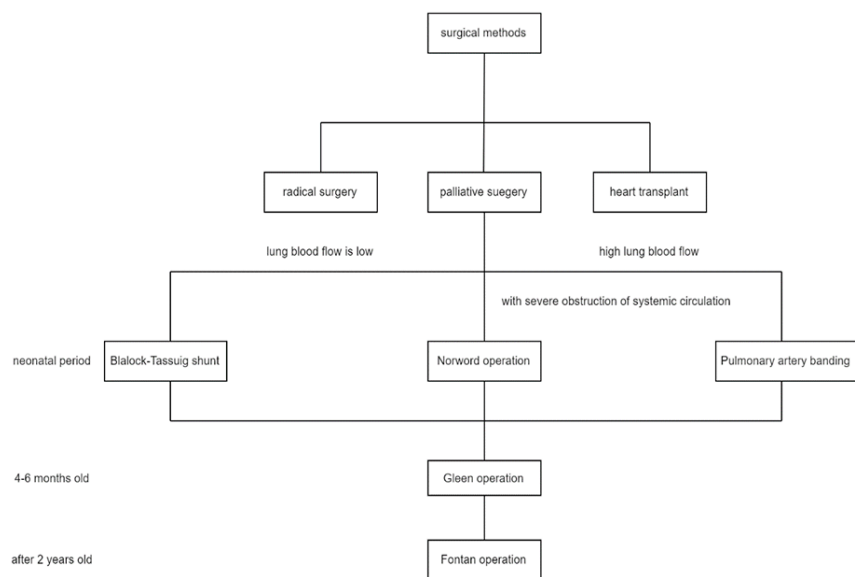 surgical methods
radical surgery
palliative suegery
heart transplant
lung blood flow is low
high lung blood flow
with severe obstruction of systemic circulation
neonatal period
Blalock-Tassuig shunt
Norword operation
Pulmonary artery banding
4-6 months old
Gleen operation
after 2 years old
Fontan operation